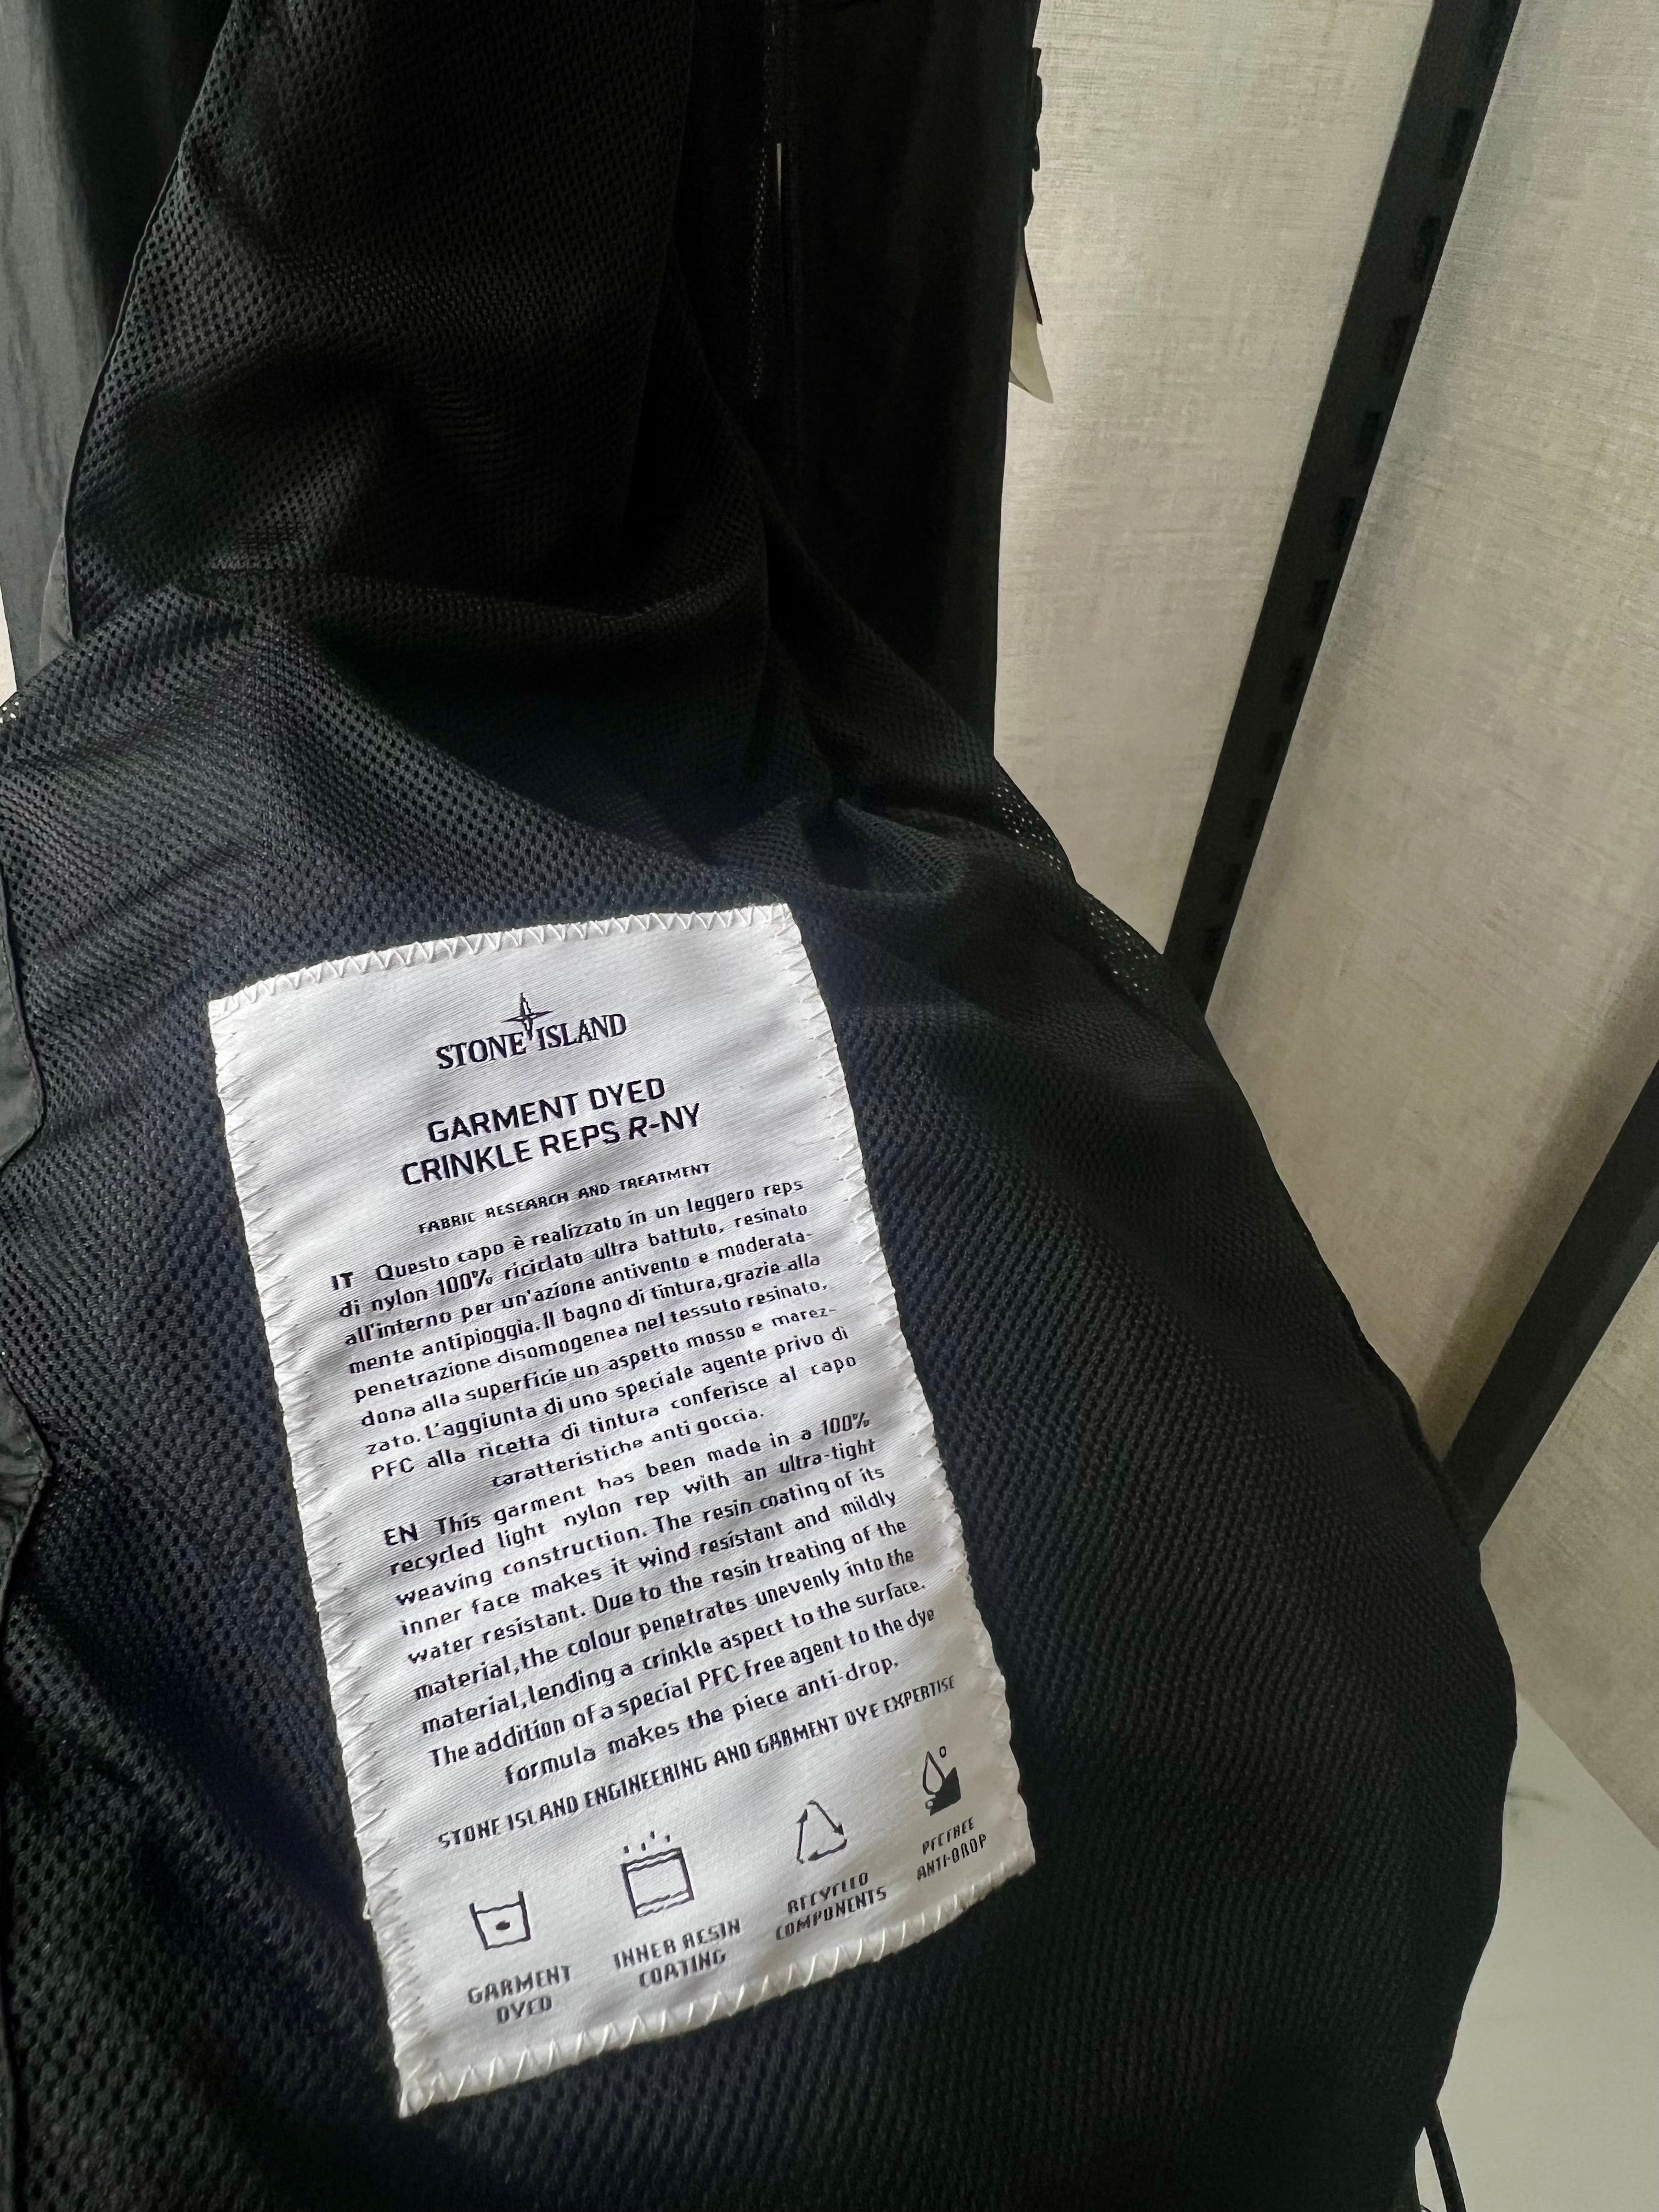 STONE ISLAND
GARMENT DYED
CRINKLE REPS R-NY
FABRIC RESEARCH AND TREATMENT
IT Questo capo è realizzato in un leggero reps
di nylon 100% riciclato ultra battuto, resinato
all'interno per un'azione antivento e moderata-
mente antipioggia. Il bagno di tintura, grazie alla
penetrazione disomogenea nel tessuto resinato,
dona alla superficie un aspetto mosso e marez-
zato. L'aggiunta di uno speciale agente privo di
PFC alla ricetta di tintura conferisce al capo
caratteristiche anti goccia.
EN This garment has been made in a 100%
recycled light nylon rep with an ultra-tight
weaving construction. The resin coating of its
inner face makes it wind resistant and mildly
water resistant. Due to the resin treating of the
material, the colour penetrates unevenly into the
material, lending a crinkle aspect to the surface.
The addition of a special PFC free agent to the dye
formula makes the piece anti-drop.
STONE ISLAND ENGINEERING AND GARMENT DYE EXPERTISE
GARMENT
DYED
INNER RESIN
COATING
RECYCLED
COMPONENTS
PFC FREE
ANTI-DROP